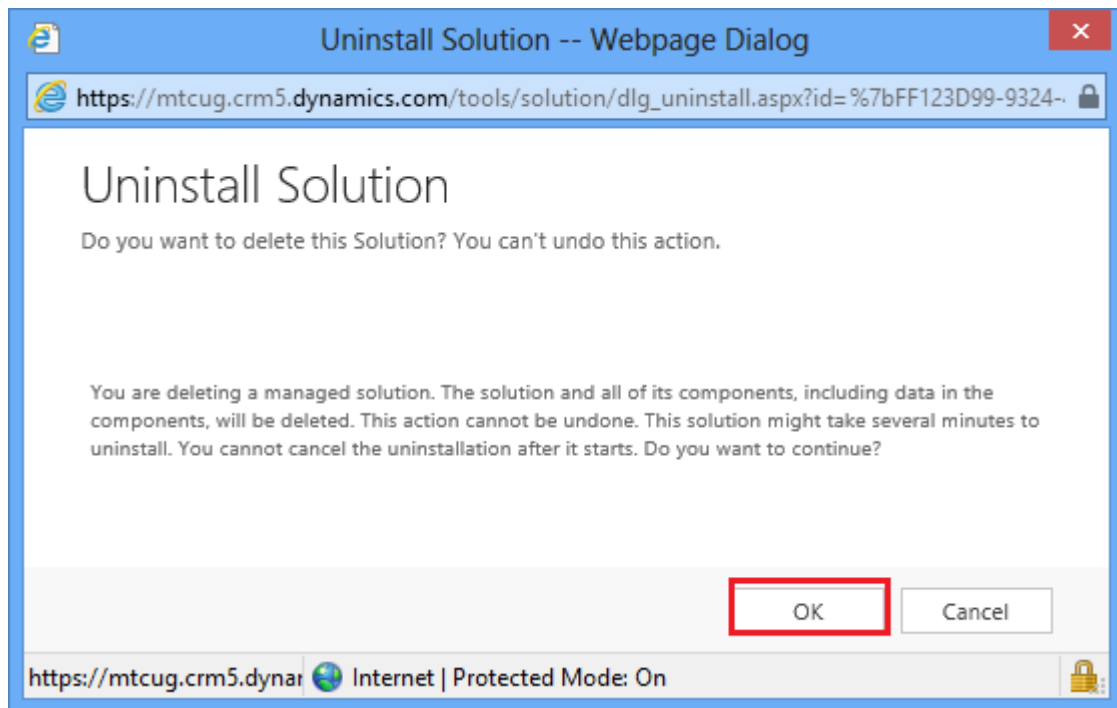 Uninstall Solution -- Webpage Dialog
https://mtcug.crm5.dynamics.com/tools/solution/dlg_uninstall.aspx?id=%7bFF123D99-9324-
Uninstall Solution
Do you want to delete this Solution? You can't undo this action.
You are deleting a managed solution. The solution and all of its components, including data in the
components, will be deleted. This action cannot be undone. This solution might take several minutes to
uninstall. You cannot cancel the uninstallation after it starts. Do you want to continue?
OK Cancel
https://mtcug.crm5.dynar Internet | Protected Mode: On